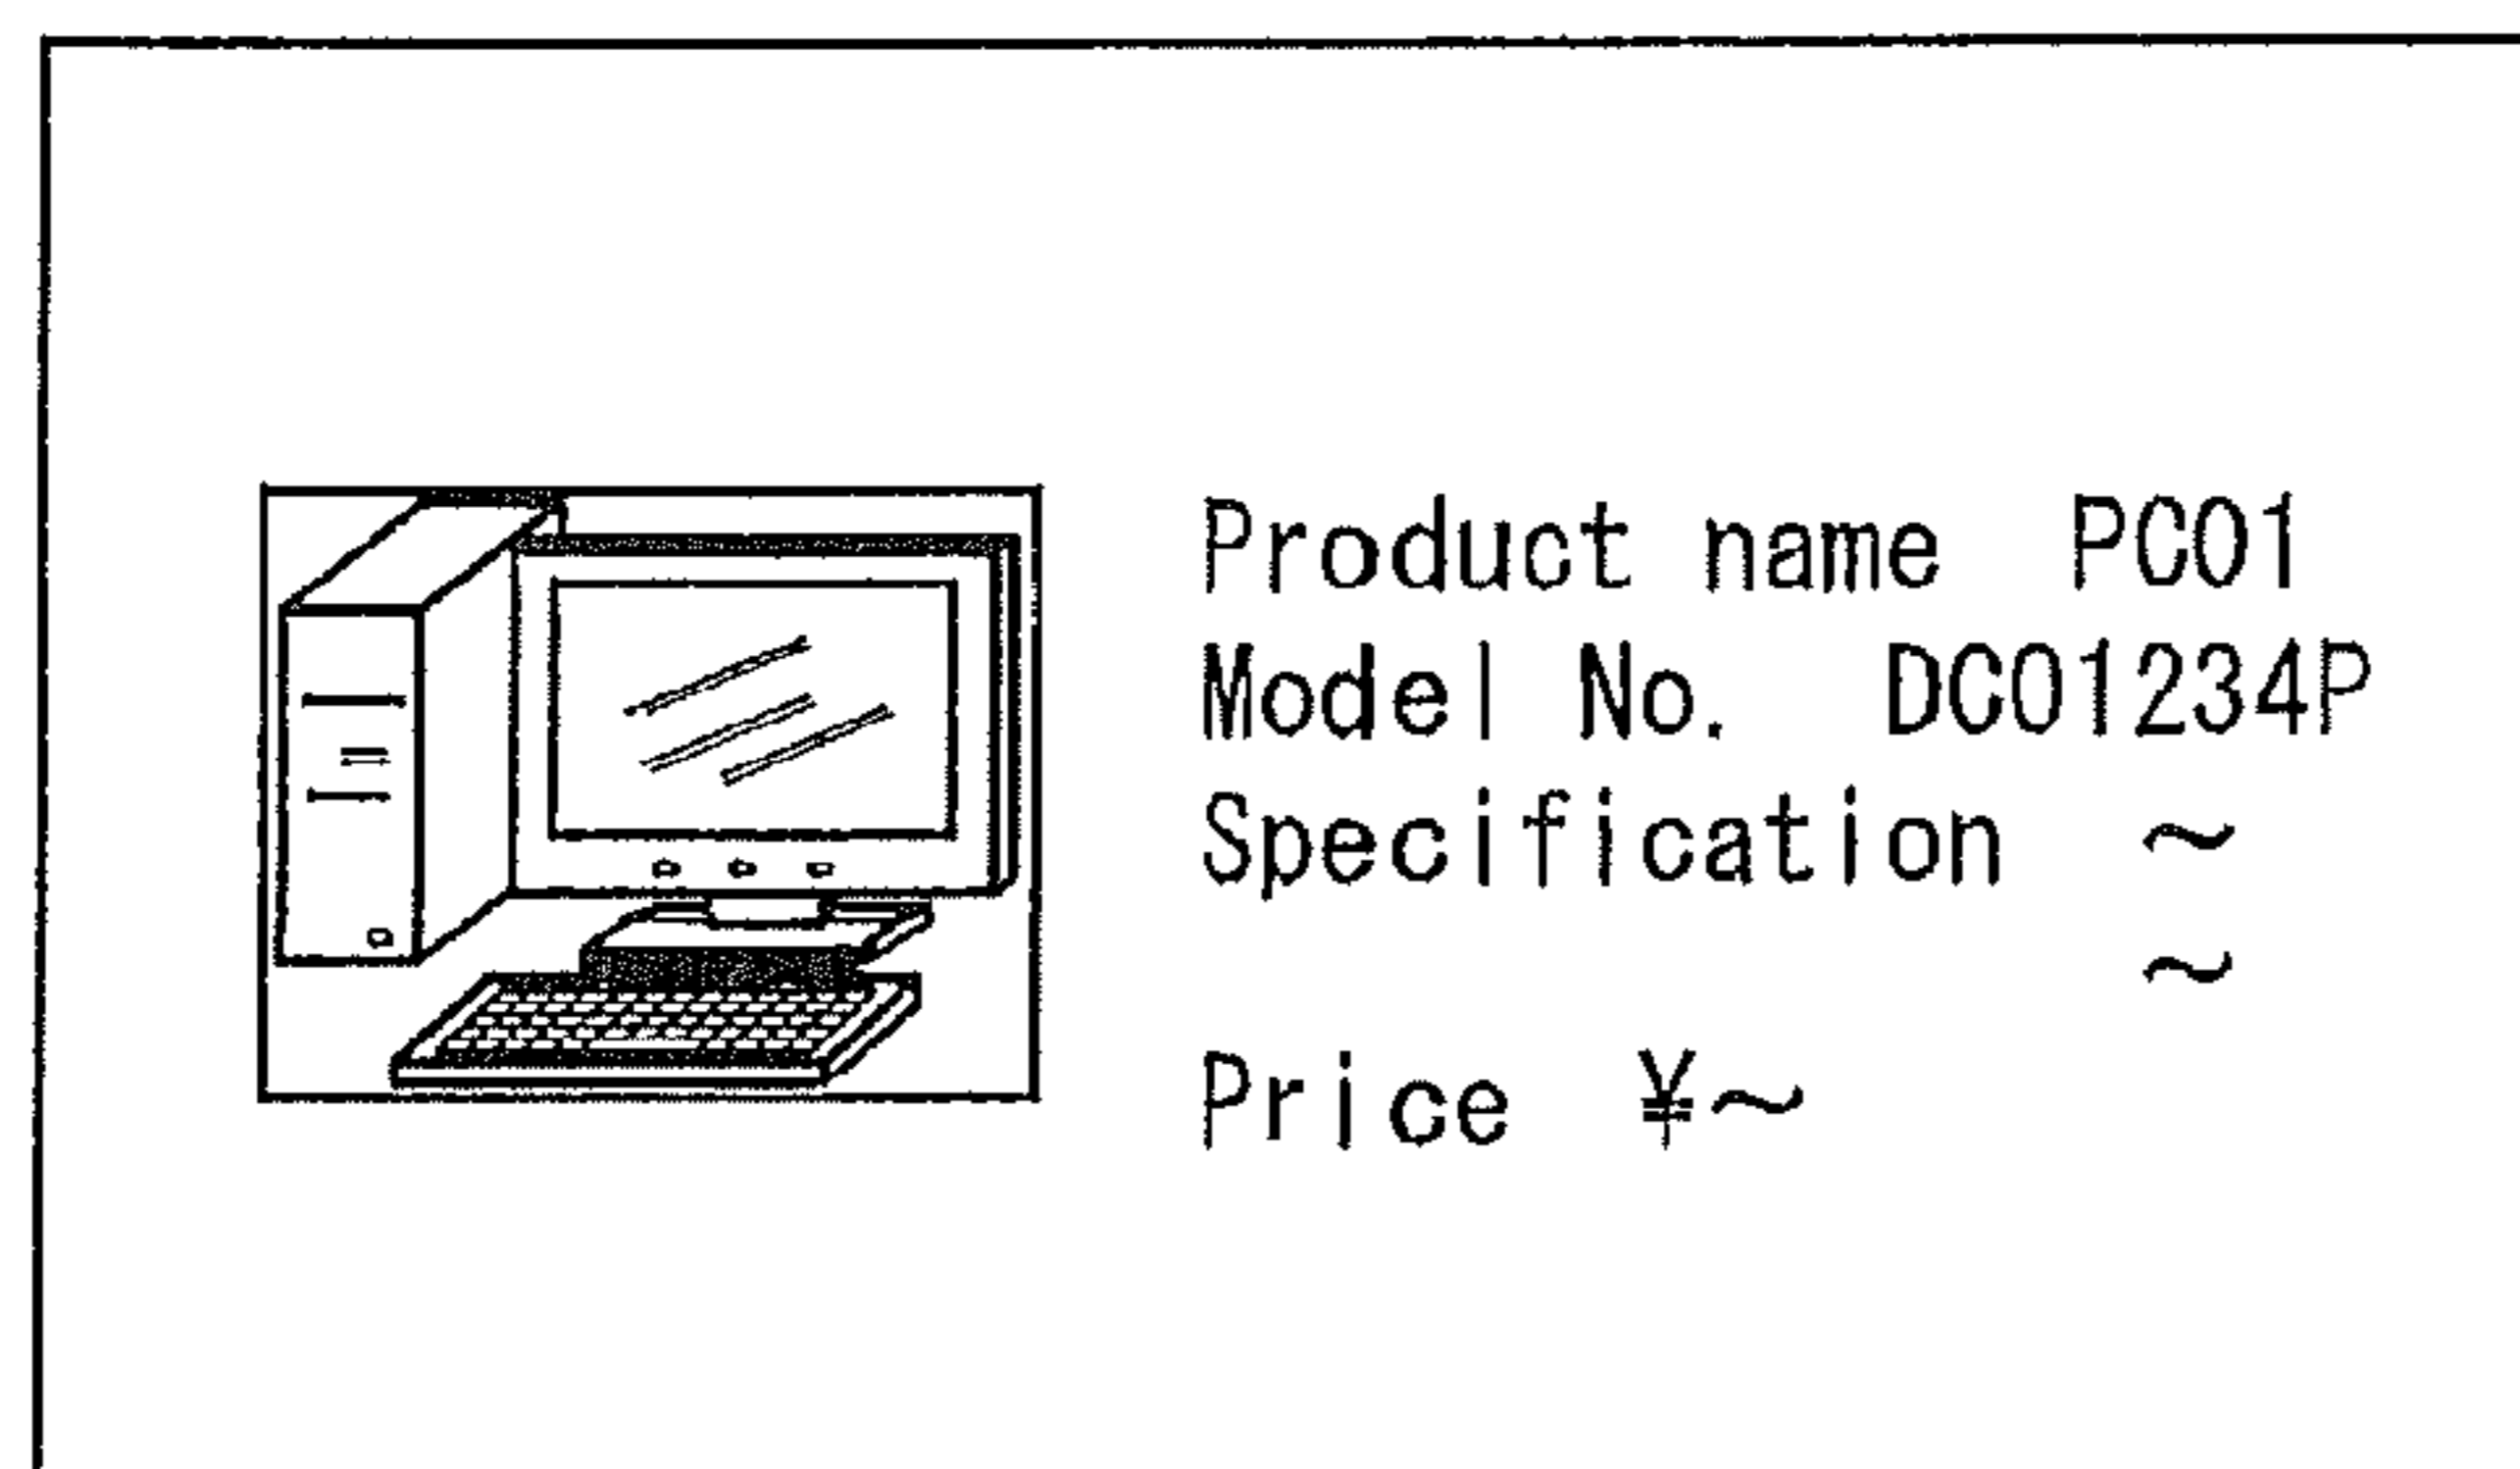 Product name PC01
Model No. DC01234P
Specification ~
~
Price ¥~